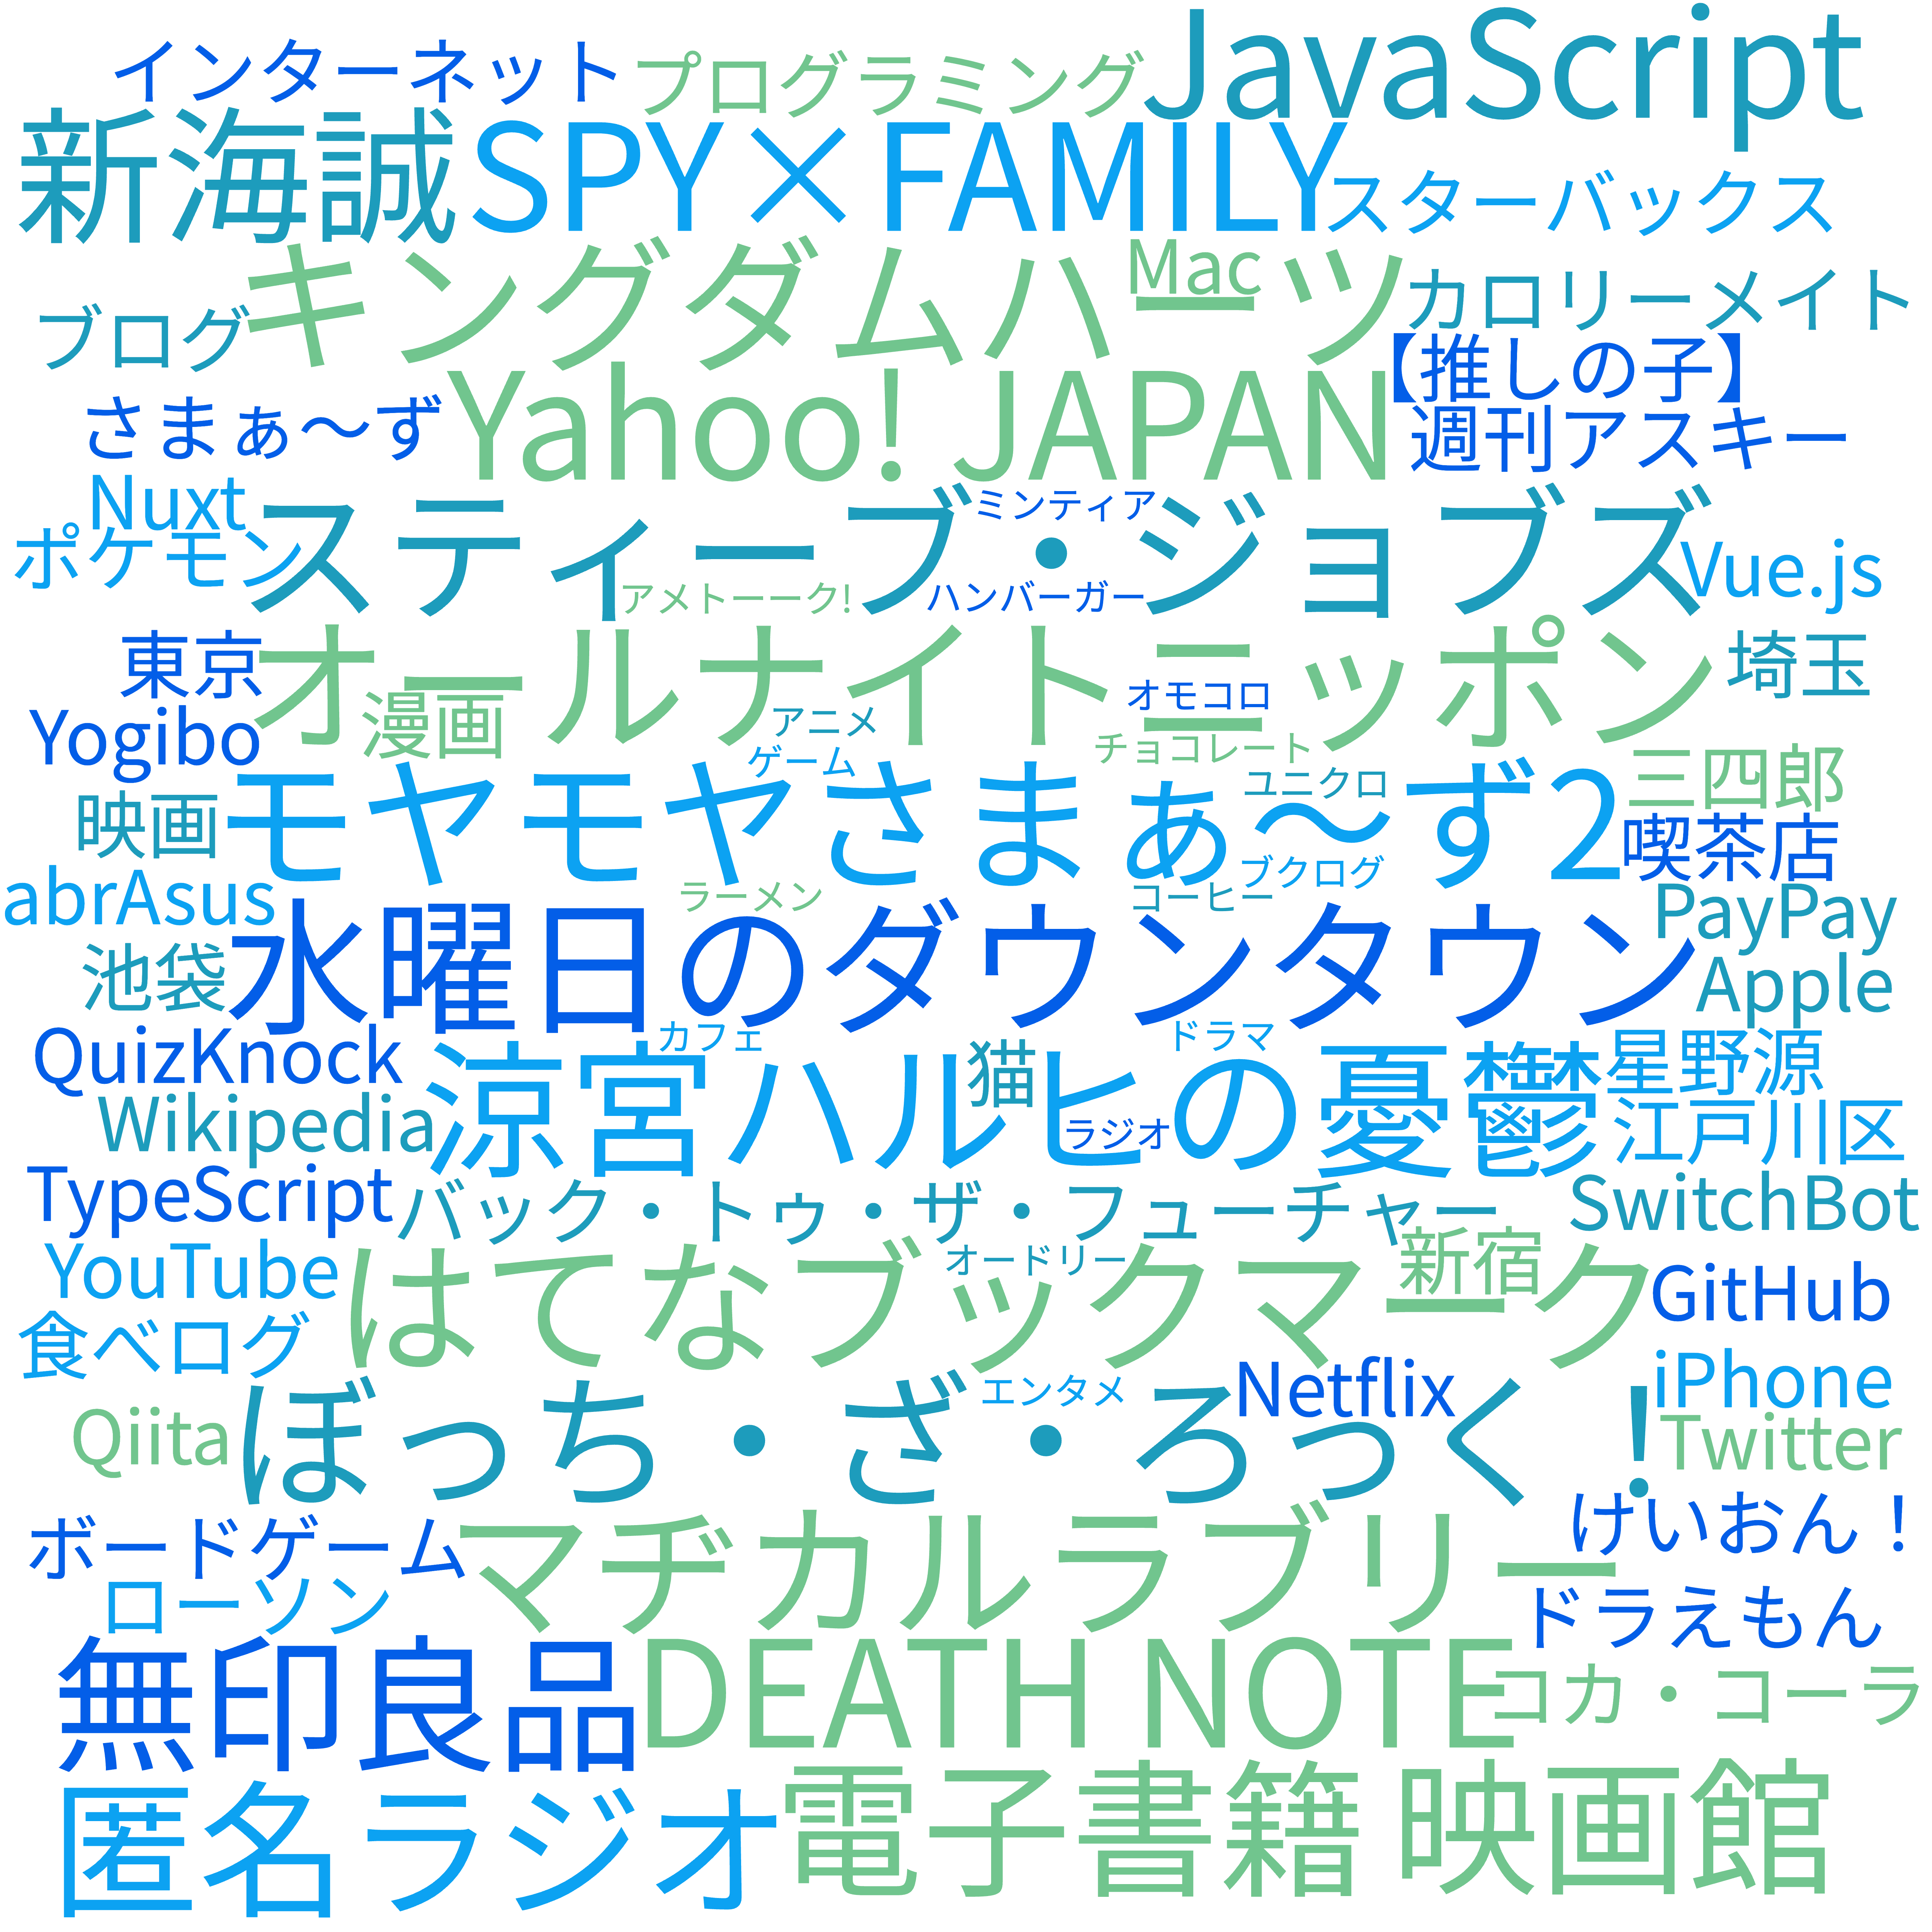 インターネット
プログラミング
JavaScript
新海誠
SPY×FAMILY
スターバックス
Mac
キングダムハーツ
カロリーメイト
ブログ
【推しの子】
さまぁ～ず
Yahoo! JAPAN
週刊アスキー
Nuxt
ミンティア
ポケモン
スティーブ・ジョブズ
Vue.js
アメトーーク!
ハンバーガー
東京
オールナイトニッポン
埼玉
オモコロ
漫画
Yogibo
アニメ
チョコレート
ゲーム
三四郎
ユニクロ
映画
モヤモヤさまぁ～ず2
喫茶店
ブクログ
abrAsus
ラーメン
コーヒー
PayPay
池袋
水曜日のダウンタウン
Apple
QuizKnock
カフェ
ドラマ
猫
星野源
Wikipedia
涼宮ハルヒの憂鬱
ラジオ
江戸川区
TypeScript
バック・トゥ・ザ・フューチャー
SwitchBot
YouTube
オードリー
新宿
はてなブックマーク
GitHub
食べログ
エンタメ
Netflix
iPhone
Qiita
ぼっち・ざ・ろっく！
Twitter
けいおん！
ボードゲーム
マヂカルラブリー
ローソン
ドラえもん
無印良品
DEATH NOTE
コカ・コーラ
匿名ラジオ
電子書籍
映画館